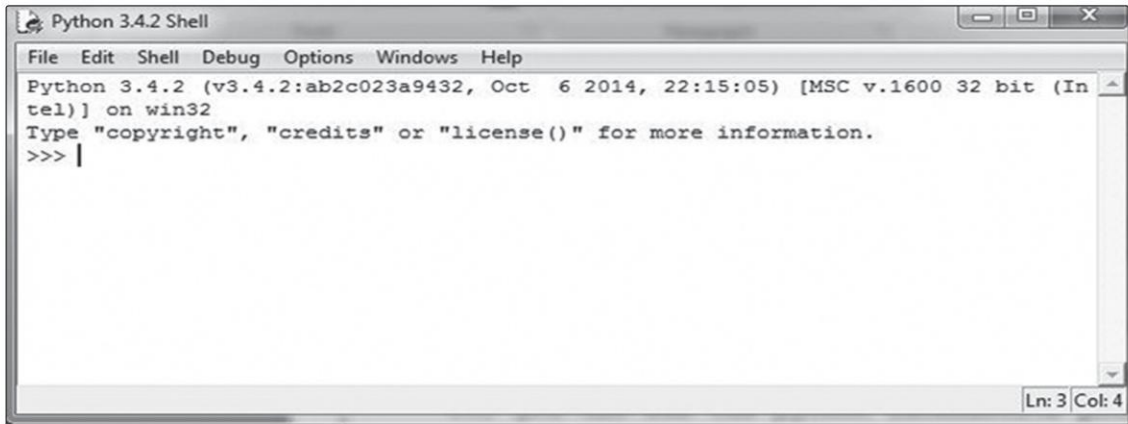 Python 3.4.2 Shell
File Edit Shell Debug Options Windows Help
Python 3.4.2 (v3.4.2:ab2c023a9432, Oct  6 2014, 22:15:05) [MSC v.1600 32 bit (In
tel)] on win32
Type "copyright", "credits" or "license()" for more information.
>>>
Ln: 3 Col: 4